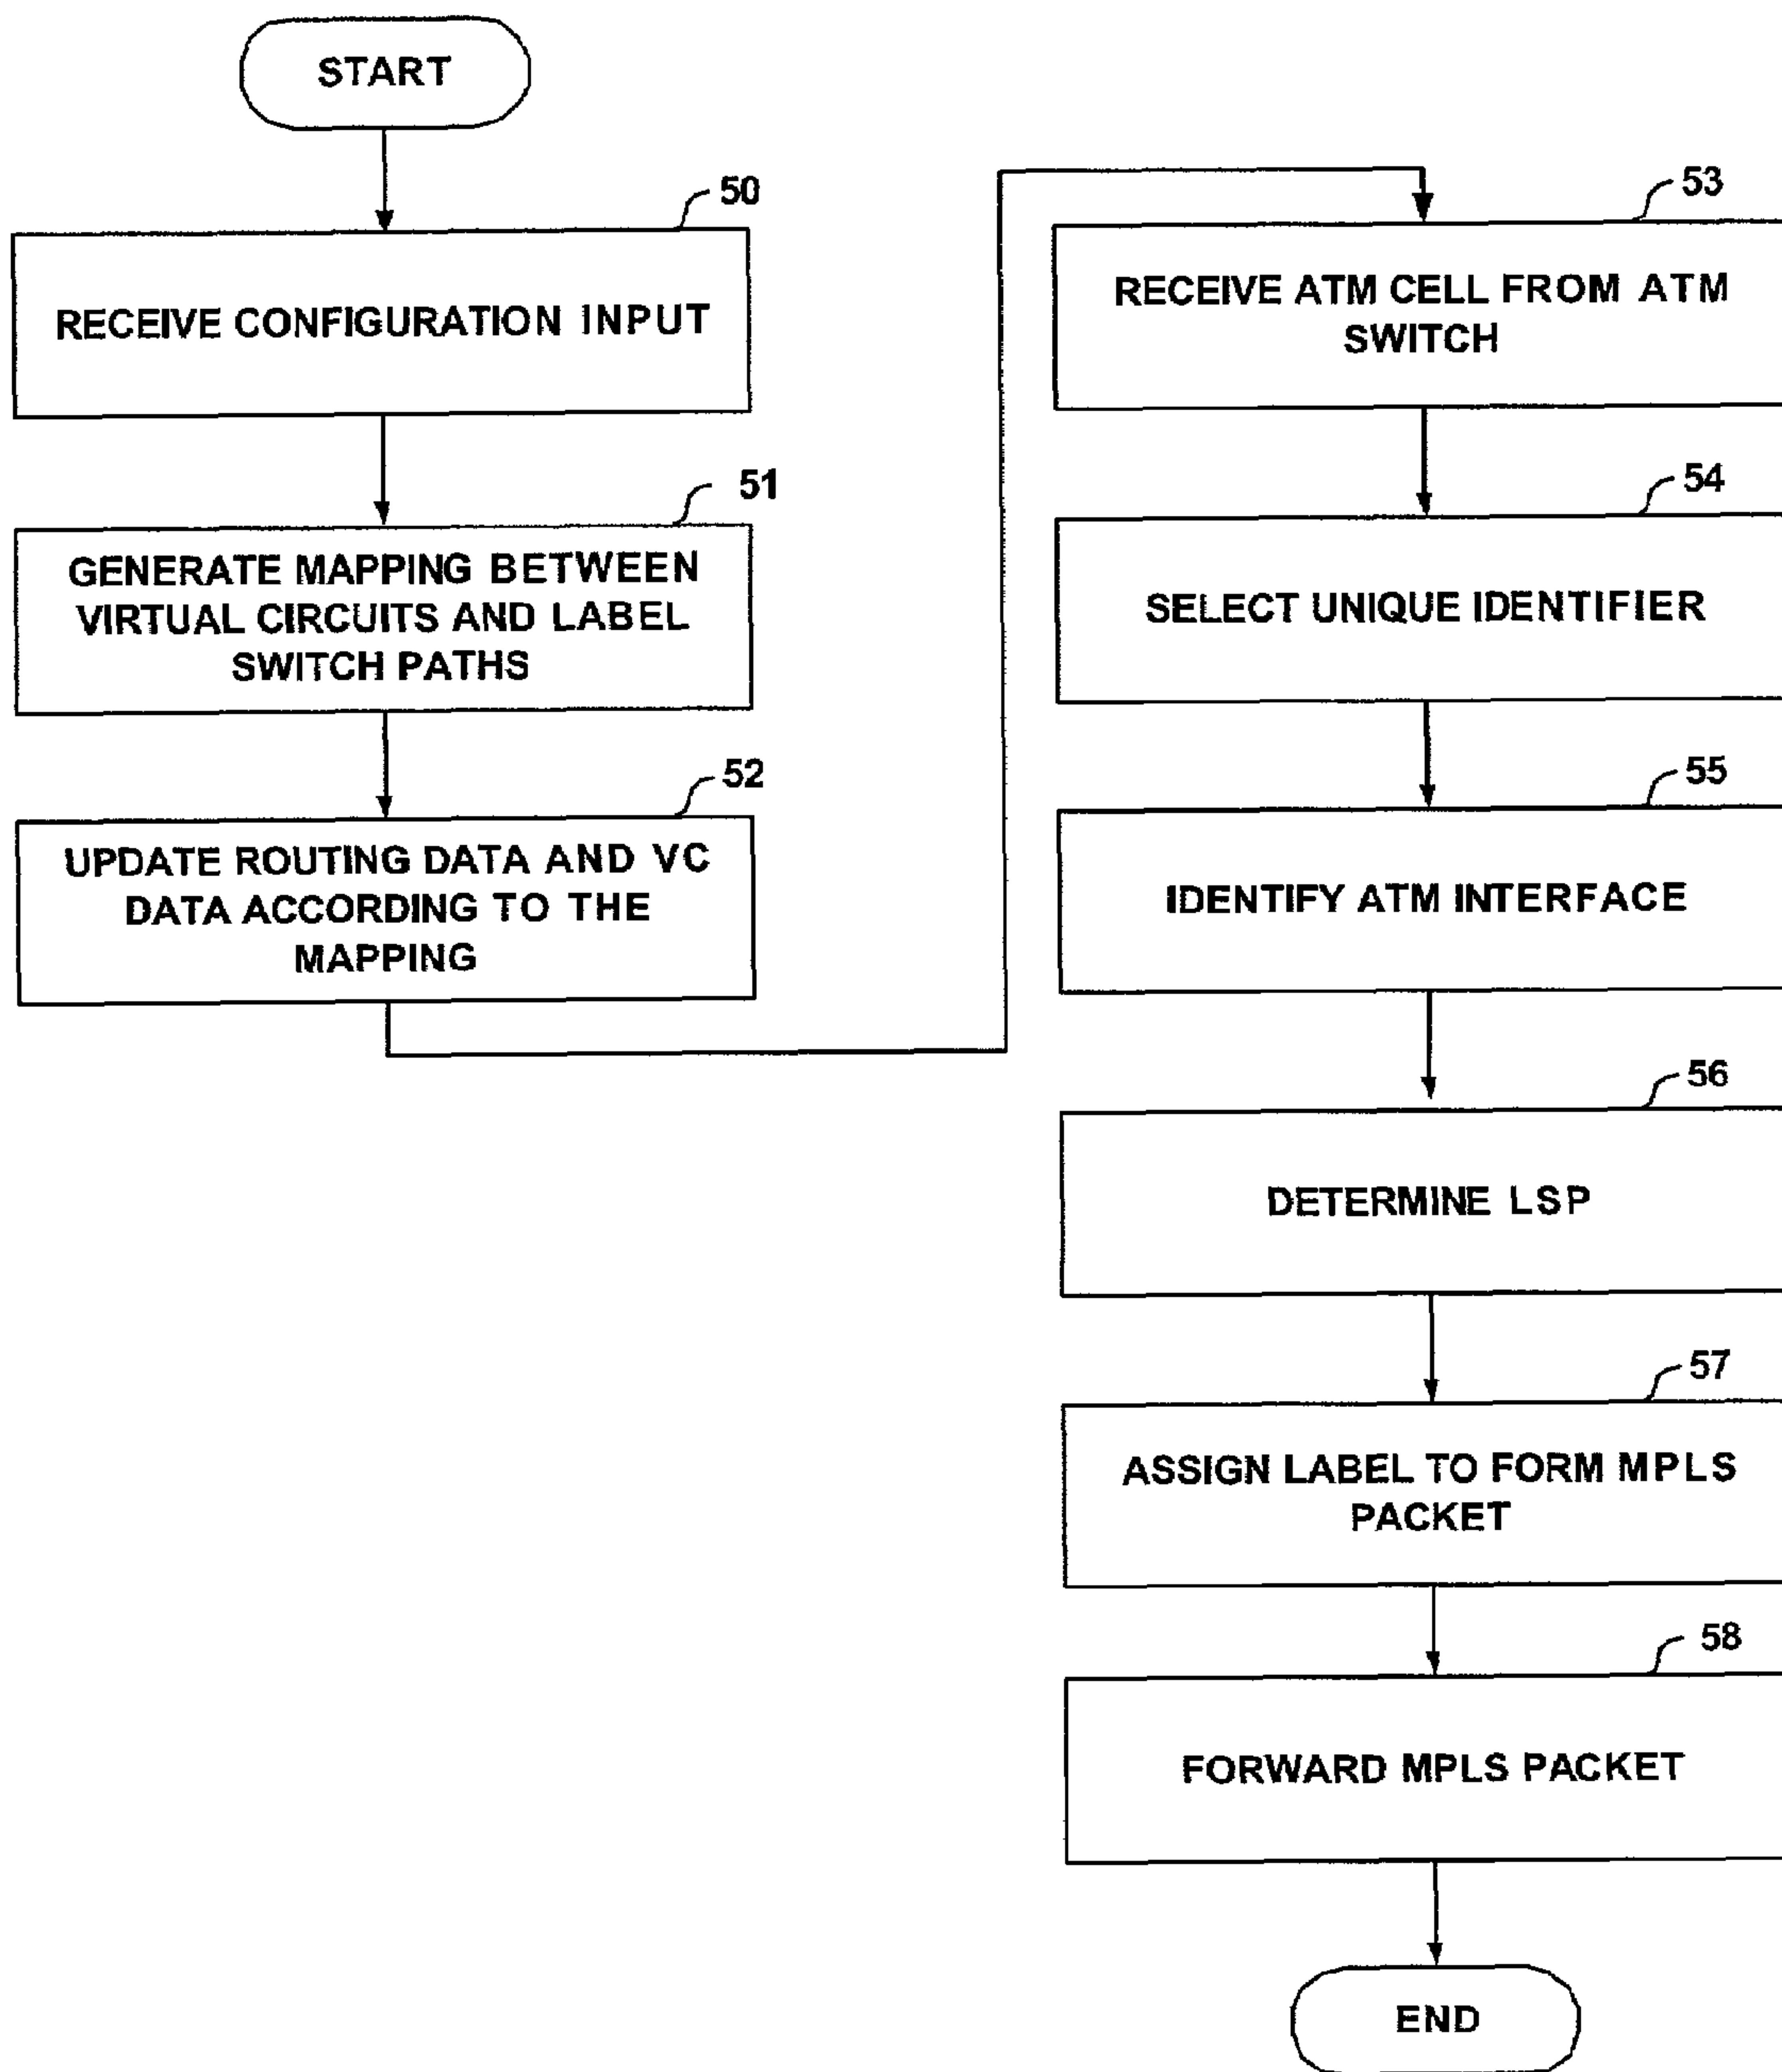 START
50
RECEIVE CONFIGURATION INPUT
51
GENERATE MAPPING BETWEEN
VIRTUAL CIRCUITS AND LABEL
SWITCH PATHS
52
UPDATE ROUTING DATA AND VC
DATA ACCORDING TO THE
MAPPING
53
RECEIVE ATM CELL FROM ATM
SWITCH
54
SELECT UNIQUE IDENTIFIER
55
IDENTIFY ATM INTERFACE
56
DETERMINE LSP
57
ASSIGN LABEL TO FORM MPLS
PACKET
58
FORWARD MPLS PACKET
END